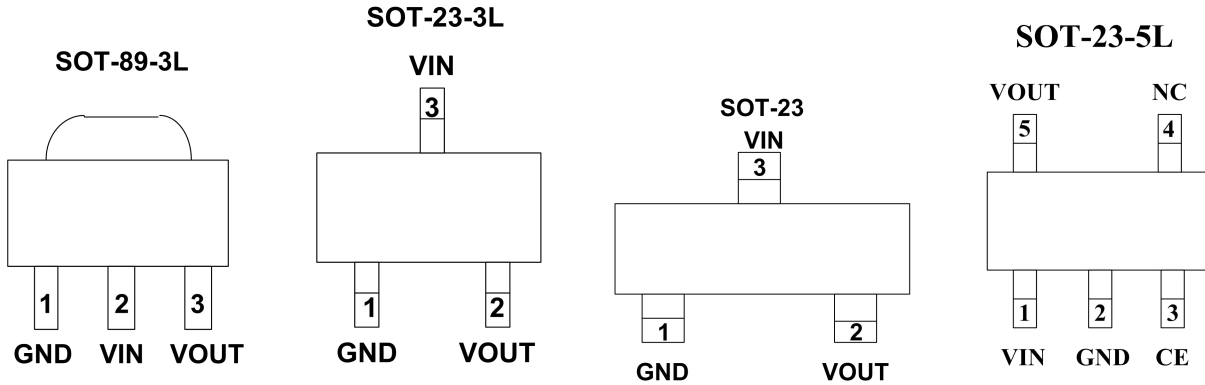 SOT-89-3L
1 2 3
GND VIN VOUT
SOT-23-3L
VIN
3
1 2
GND VOUT
SOT-23
VIN
3
1 2
GND VOUT
SOT-23-5L
VOUT NC
5 4
1 2 3
VIN GND CE